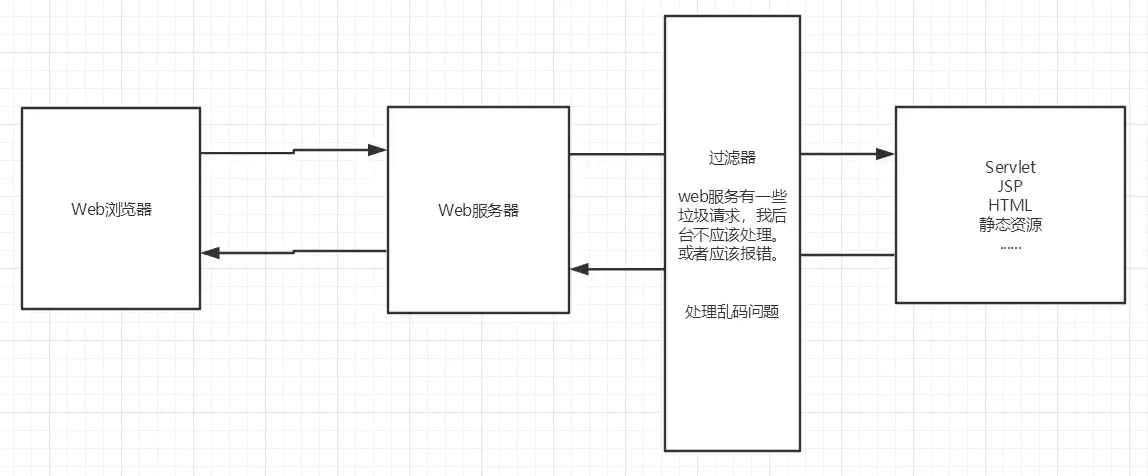 Web浏览器
Web服务器
过滤器
web服务有一些
垃圾请求，我后
台不应该处理。
或者应该报错。
处理乱码问题
Servlet
JSP
HTML
静态资源
......